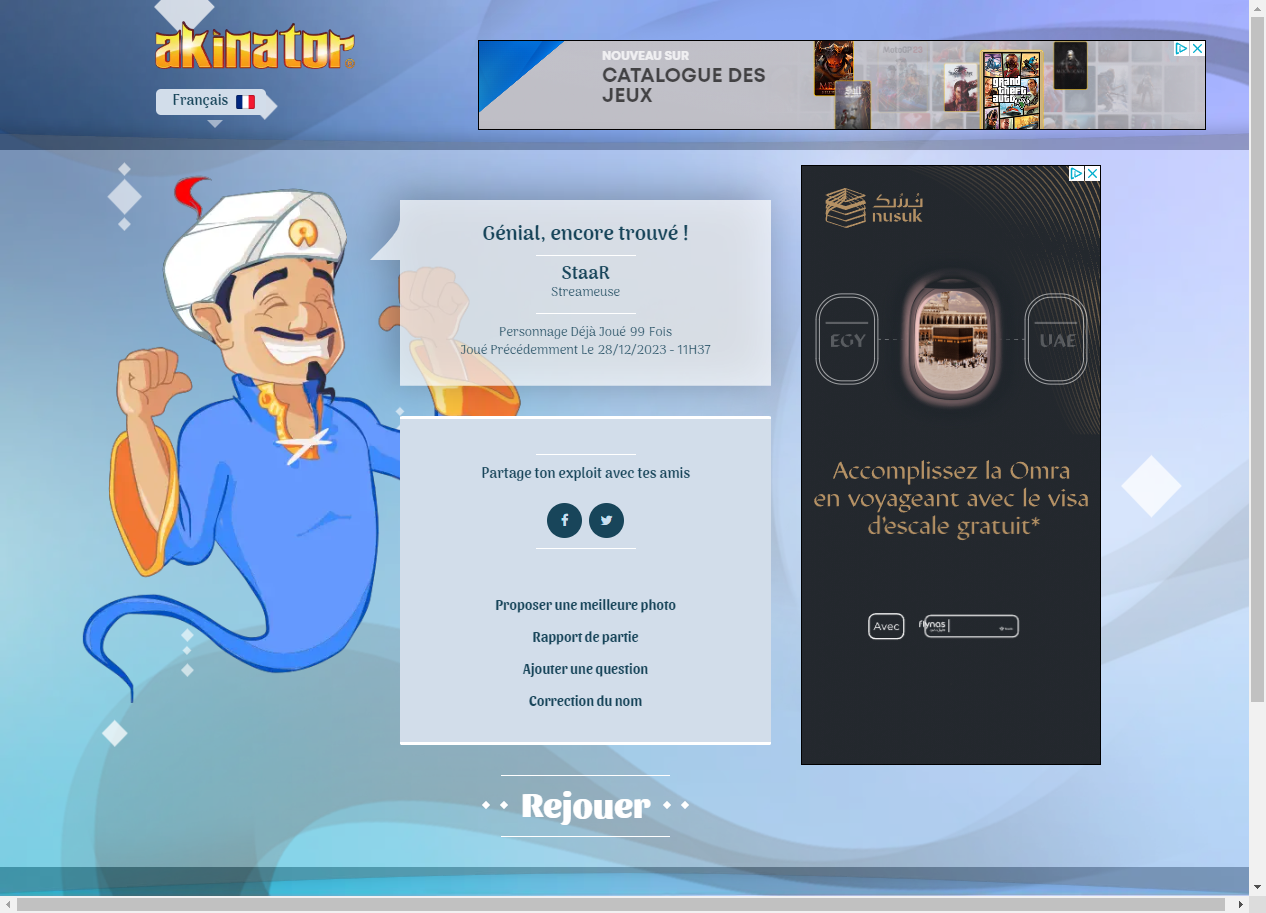 akinator
Français
NOUVEAU SUR
CATALOGUE DES
JEUX
Génial, encore trouvé !
StaaR
Streameuse
Personnage Déjà Joué 99 Fois
Joué Précédemment Le 28/12/2023 - 11H37
Partage ton exploit avec tes amis
Proposer une meilleure photo
Rapport de partie
Ajouter une question
Correction du nom
Rejouer
نسك
nusuk
EGY
UAE
Accomplissez la Omra
en voyageant avec le visa
d'escale gratuit*
Avec
flynas